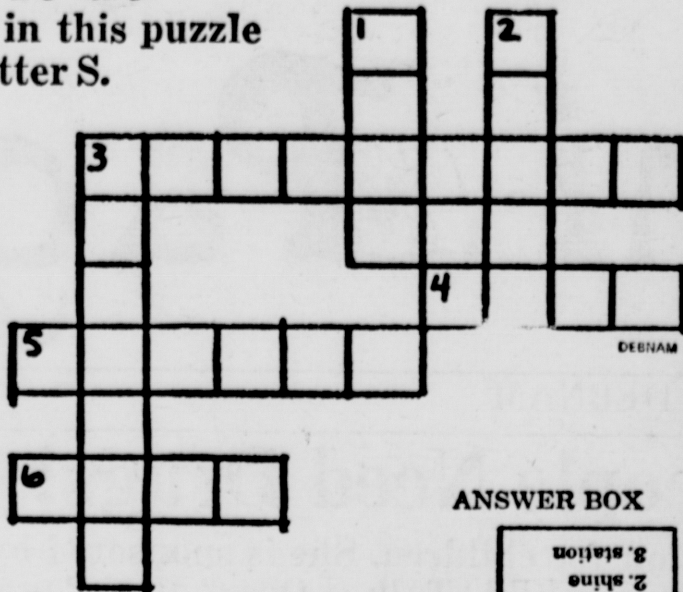 in this puzzle
tter S.
1 2
3
4
5
DEBNAM
6
ANSWER BOX
8. station
2. shine